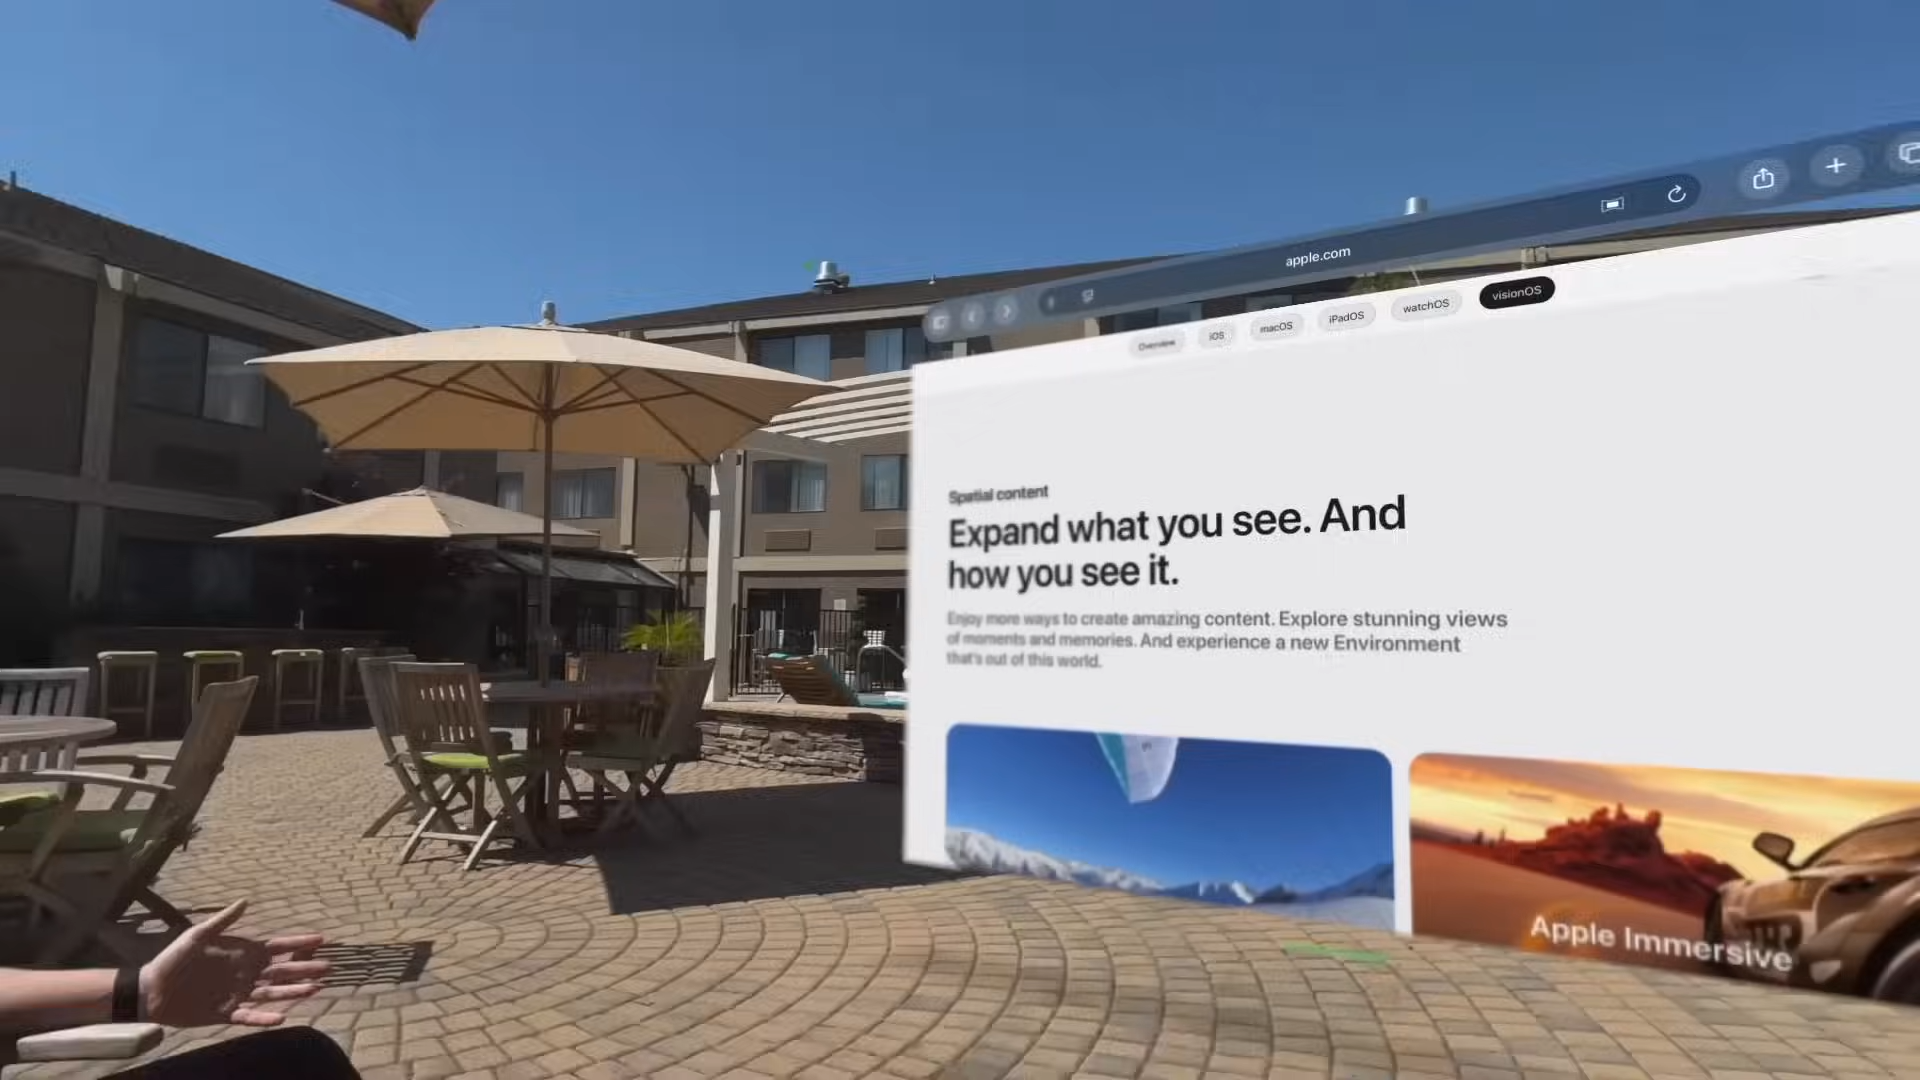 apple.com
Overview
iOS
macOS
iPadOS
watchOS
visionOS
Spatial content
Expand what you see. And
how you see it.
Enjoy more ways to create amazing content. Explore stunning views
of moments and memories. And experience a new Environment
that's out of this world.
Apple Immersive